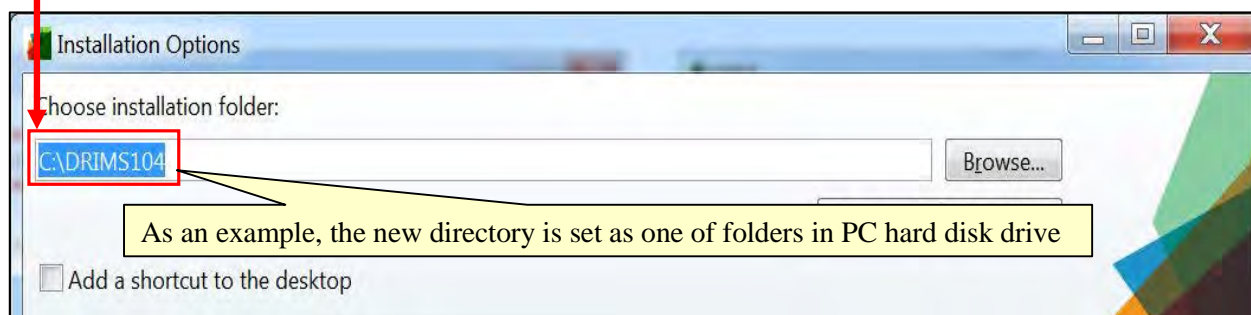 Installation Options
Choose installation folder:
C:\DRIMS104
Browse...
As an example, the new directory is set as one of folders in PC hard disk drive
Add a shortcut to the desktop